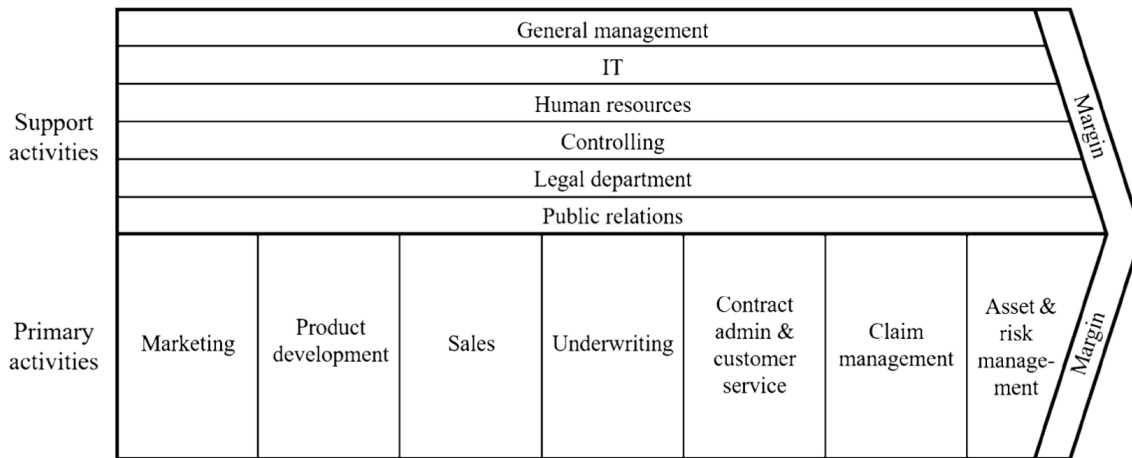 Support
activities
General management
IT
Human resources
Controlling
Legal department
Public relations
Margin
Primary
activities
Marketing
Product
development
Sales
Underwriting
Contract
admin &
customer
service
Claim
management
Asset &
risk
manage-
ment
Margin